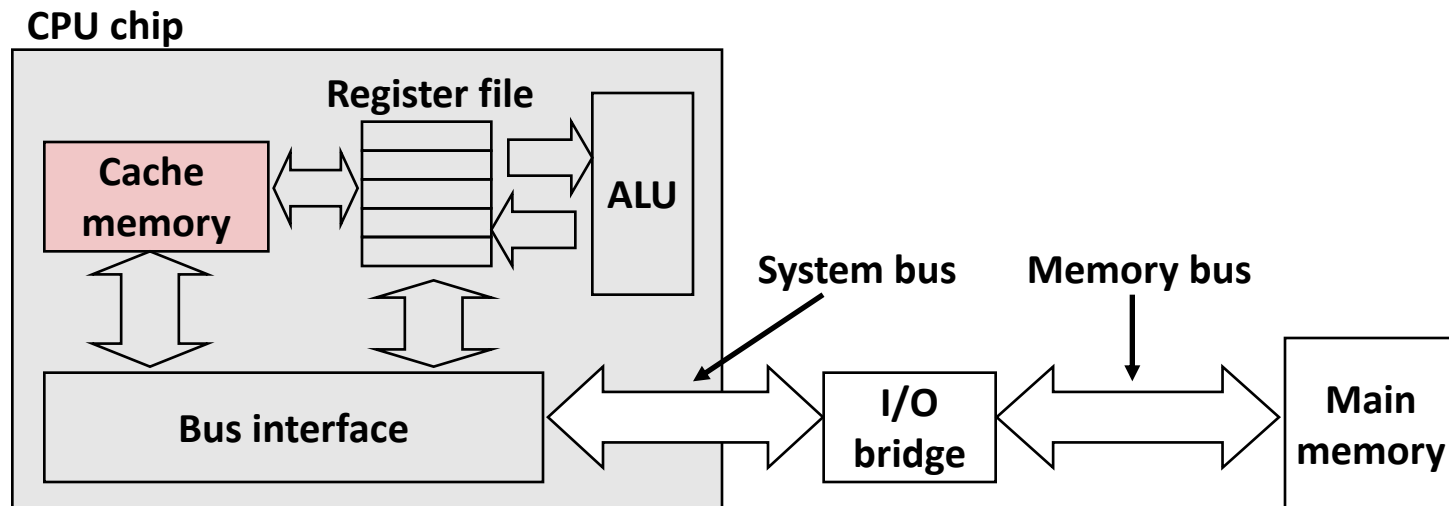 CPU chip
Register file
Cache
memory
ALU
System bus
Memory bus
Bus interface
I/O
bridge
Main
memory